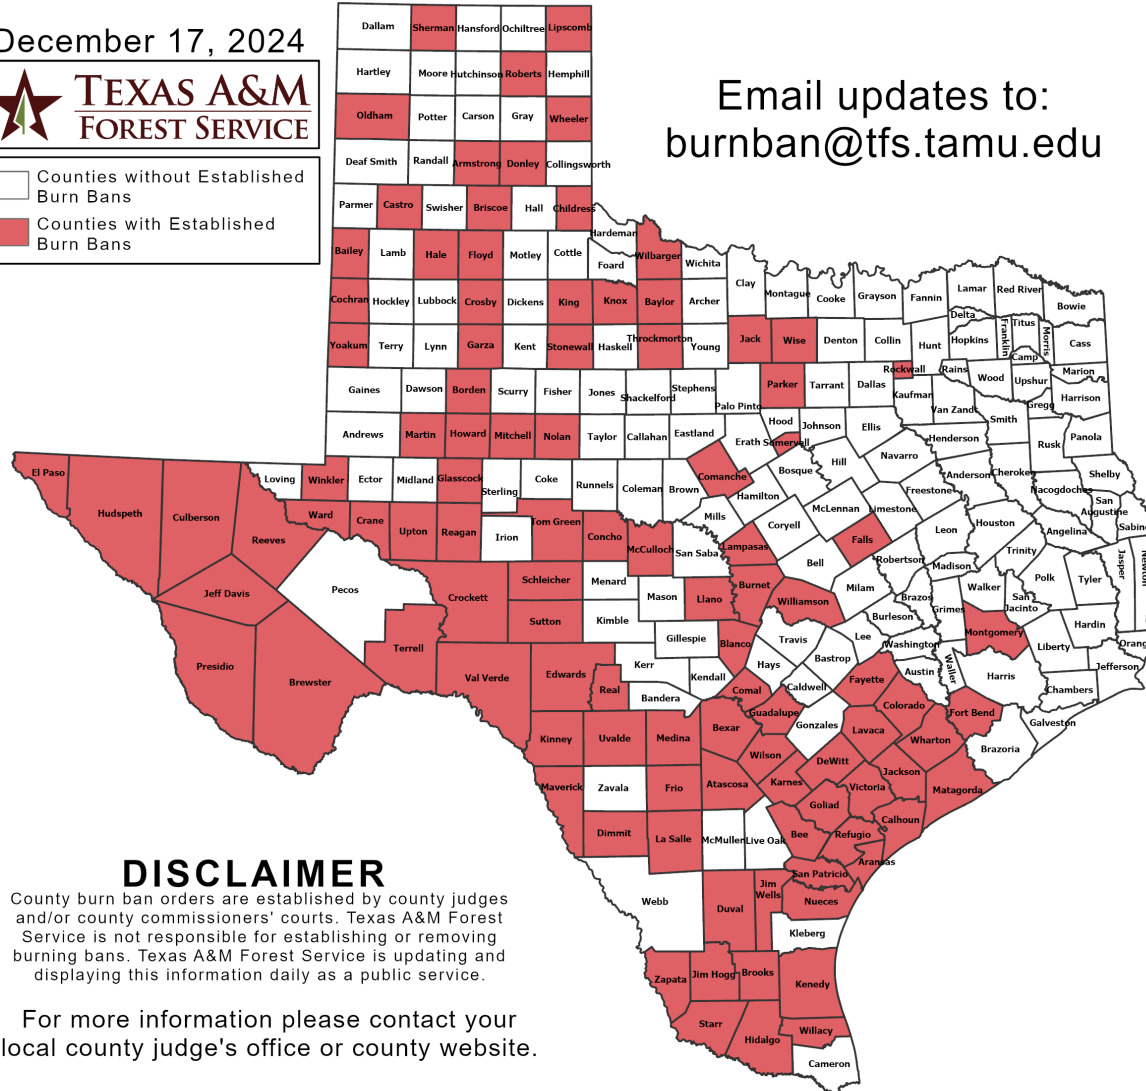 December 17, 2024
TEXAS A&M
FOREST SERVICE
Counties without Established
Burn Bans
Counties with Established
Burn Bans
Email updates to:
burnban@tfs.tamu.edu
Dallam Sherman Hansford Ochiltree Lipscomb
Hartley Moore Hutchinson Roberts Hemphill
Oldham Potter Carson Gray Wheeler
Deaf Smith Randall Armstrong Donley Collingsworth
Parmer Castro Swisher Briscoe Hall Childress
Hardeman
Bailey Lamb Hale Floyd Motley Cottle Foard Wilbarger Wichita
Clay Montague Cooke Grayson Fannin Lamar Red River Bowie
Cochran Hockley Lubbock Crosby Dickens King Knox Baylor Archer
Delta Franklin Titus Morris Cass
Yoakum Terry Lynn Garza Kent Stonewall Haskell Throckmorton Young Jack Wise Denton Collin Hunt Hopkins Camp
Rockwall Rains Wood Upshur Marion
Gaines Dawson Borden Scurry Fisher Jones Shackelford Stephens Palo Pinto Parker Tarrant Dallas Kaufman Van Zandt Smith Gregg Harrison
Andrews Martin Howard Mitchell Nolan Taylor Callahan Eastland Erath Hood Somervell Johnson Ellis Henderson Rusk Panola
El Paso Loving Winkler Ector Midland Glasscock Sterling Coke Runnels Coleman Brown Comanche Hamilton Bosque Hill Navarro Freestone Anderson Cherokee Nacogdoches Shelby
San
Augustine
Sabin
Hudspeth Culberson Reeves Ward Crane Upton Reagan Irion Tom Green Concho McCulloch San Saba Mills Lampasas Coryell McLennan Limestone Falls Leon Houston Angelina
Jeff Davis Pecos Crockett Schleicher Menard Mason Llano Burnet Bell Milam Robertson Madison Trinity Polk Tyler Jasper Newton
Presidio Brewster Terrell Sutton Kimble Gillespie Blanco Williamson Travis Burleson Brazos Grimes Walker
San
Jacinto
Hardin
Val Verde Edwards Real Kerr Bandera Kendall Hays Comal Caldwell Bastrop Lee Washington Austin Waller Montgomery Liberty Orang
Harris Chambers Jefferson
Kinney Uvalde Medina Bexar Guadalupe Gonzales Fayette Colorado Lavaca Wharton Fort Bend Brazoria Galveston
Maverick Zavala Frio Atascosa Wilson Karnes DeWitt Victoria Jackson Matagorda
Dimmit La Salle McMullen Live Oak Bee Goliad Refugio Calhoun
Aransas
San Patricio
Webb Duval
Jim
Wells
Nueces
Kleberg
Zapata Jim Hogg Brooks Kenedy
Starr Hidalgo Willacy
Cameron
DISCLAIMER
County burn ban orders are established by county judges
and/or county commissioners' courts. Texas A&M Forest
Service is not responsible for establishing or removing
burning bans. Texas A&M Forest Service is updating and
displaying this information daily as a public service.
For more information please contact your
local county judge's office or county website.